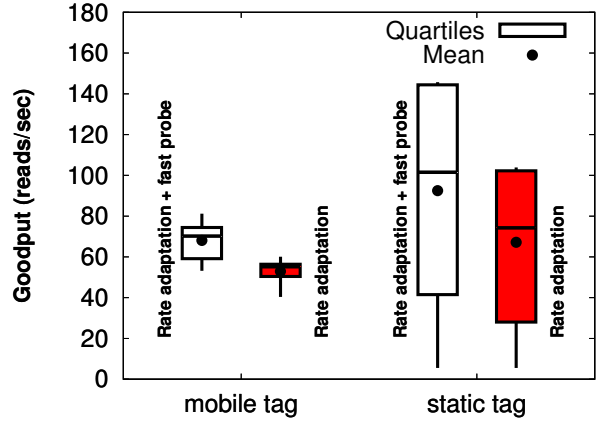 180
160
140
120
100
80
60
40
20
0
Goodput (reads/sec)
Quartiles
Mean
Rate adaptation + fast probe
Rate adaptation
Rate adaptation + fast probe
Rate adaptation
mobile tag
static tag